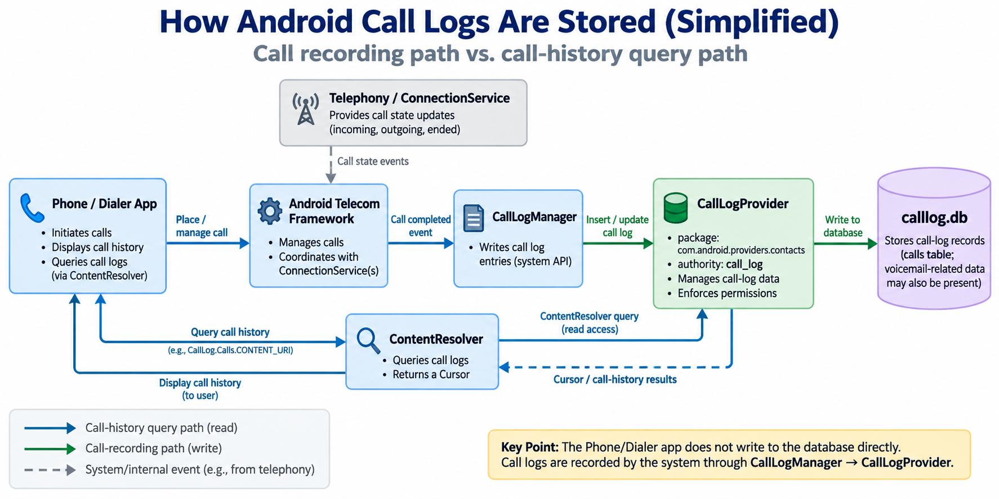 How Android Call Logs Are Stored (Simplified)
Call recording path vs. call-history query path
Telephony / ConnectionService
Provides call state updates
(incoming, outgoing, ended)
Call state events
Phone / Dialer App
• Initiates calls
• Displays call history
• Queries call logs
(via ContentResolver)
Place /
manage call
Android Telecom
Framework
• Manages calls
• Coordinates with
ConnectionService(s)
Call completed
event
CallLogManager
• Writes call log
entries (system API)
Insert / update
call log
CallLogProvider
• package:
com.android.providers.contacts
• authority: call_log
• Manages call-log data
• Enforces permissions
Write to
database
calllog.db
Stores call-log records
(calls table;
voicemail-related data
may also be present)
Query call history
(e.g., CallLog.Calls.CONTENT_URI)
Display call history
(to user)
ContentResolver
• Queries call logs
• Returns a Cursor
ContentResolver query
(read access)
Cursor / call-history results
Call-history query path (read)
Call-recording path (write)
System/internal event (e.g., from telephony)
Key Point: The Phone/Dialer app does not write to the database directly.
Call logs are recorded by the system through CallLogManager → CallLogProvider.